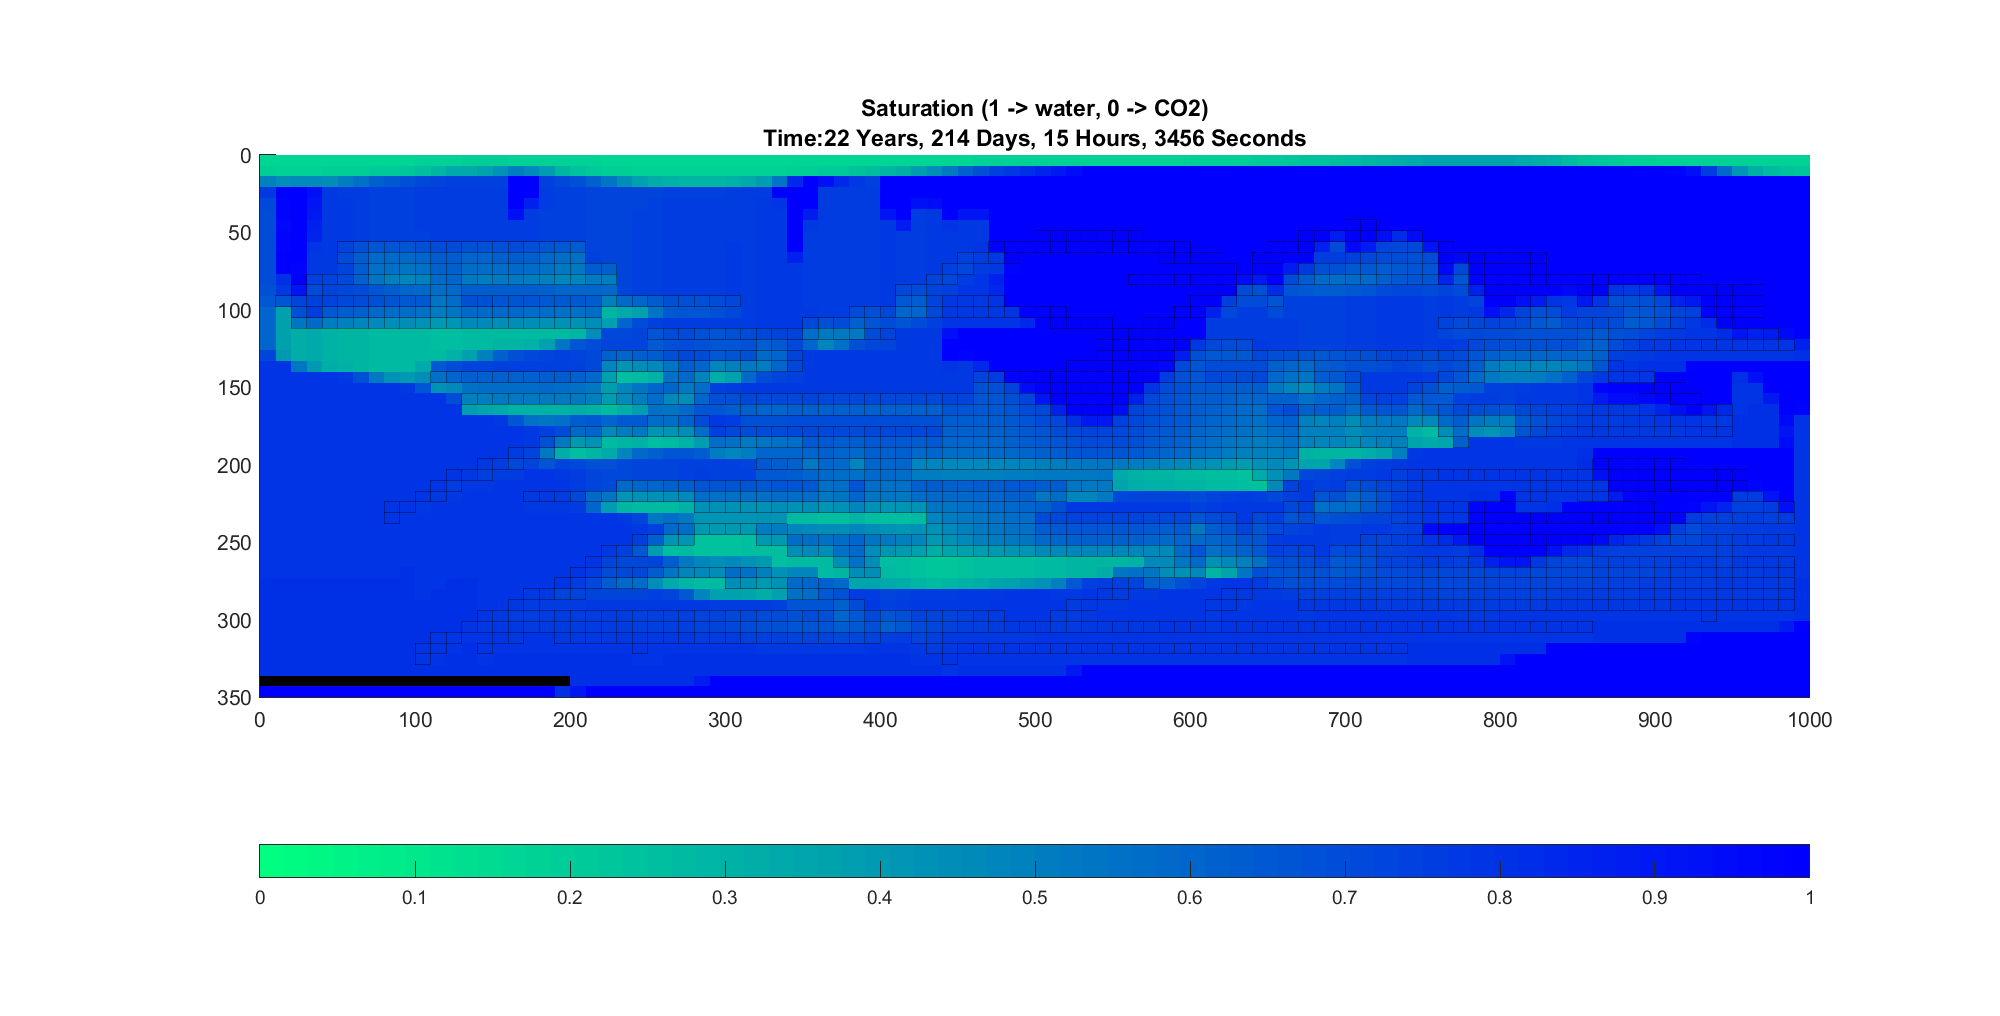 Saturation (1 -> water, 0 -> CO2)
Time:22 Years, 214 Days, 15 Hours, 3456 Seconds
0
50
100
150
200
250
300
350
0 100 200 300 400 500 600 700 800 900 1000
0 0.1 0.2 0.3 0.4 0.5 0.6 0.7 0.8 0.9 1